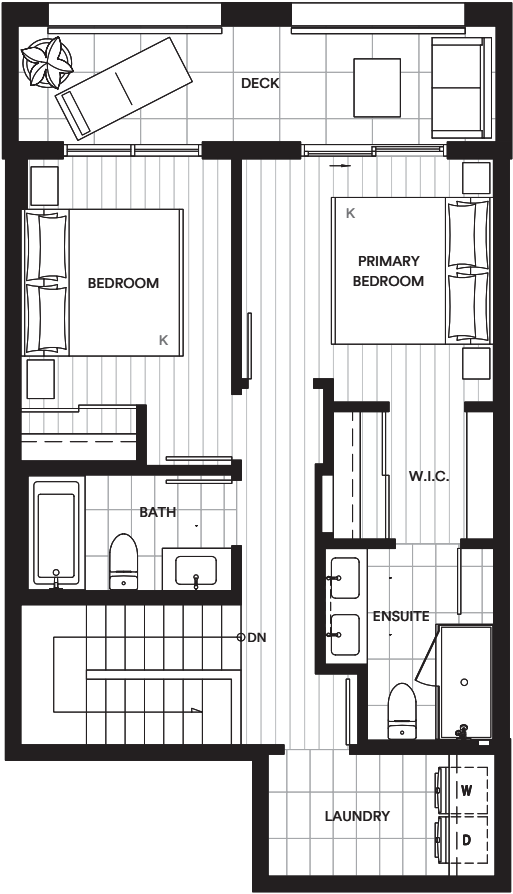 DECK
K
PRIMARY
BEDROOM
BEDROOM
K
W.I.C.
BATH
ENSUITE
DN
W
LAUNDRY
D